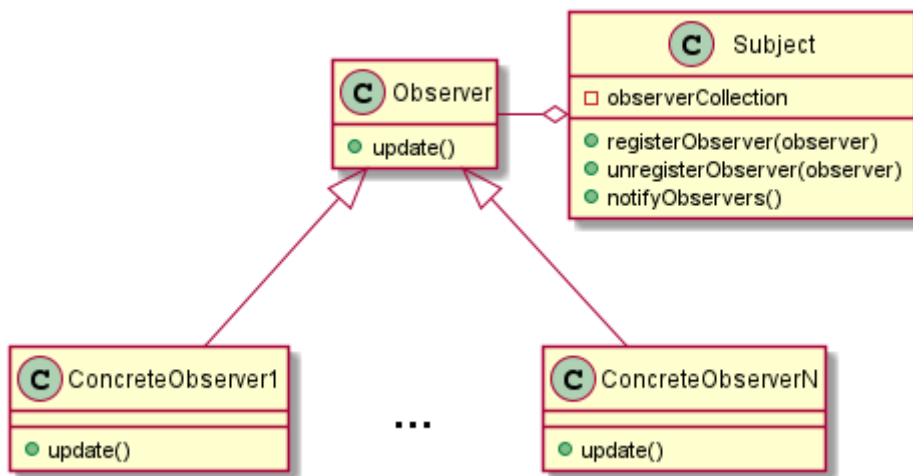 C Subject
observerCollection
registerObserver(observer)
unregisterObserver(observer)
notifyObservers()
C Observer
update()
C ConcreteObserver1
update()
...
C ConcreteObserverN
update()